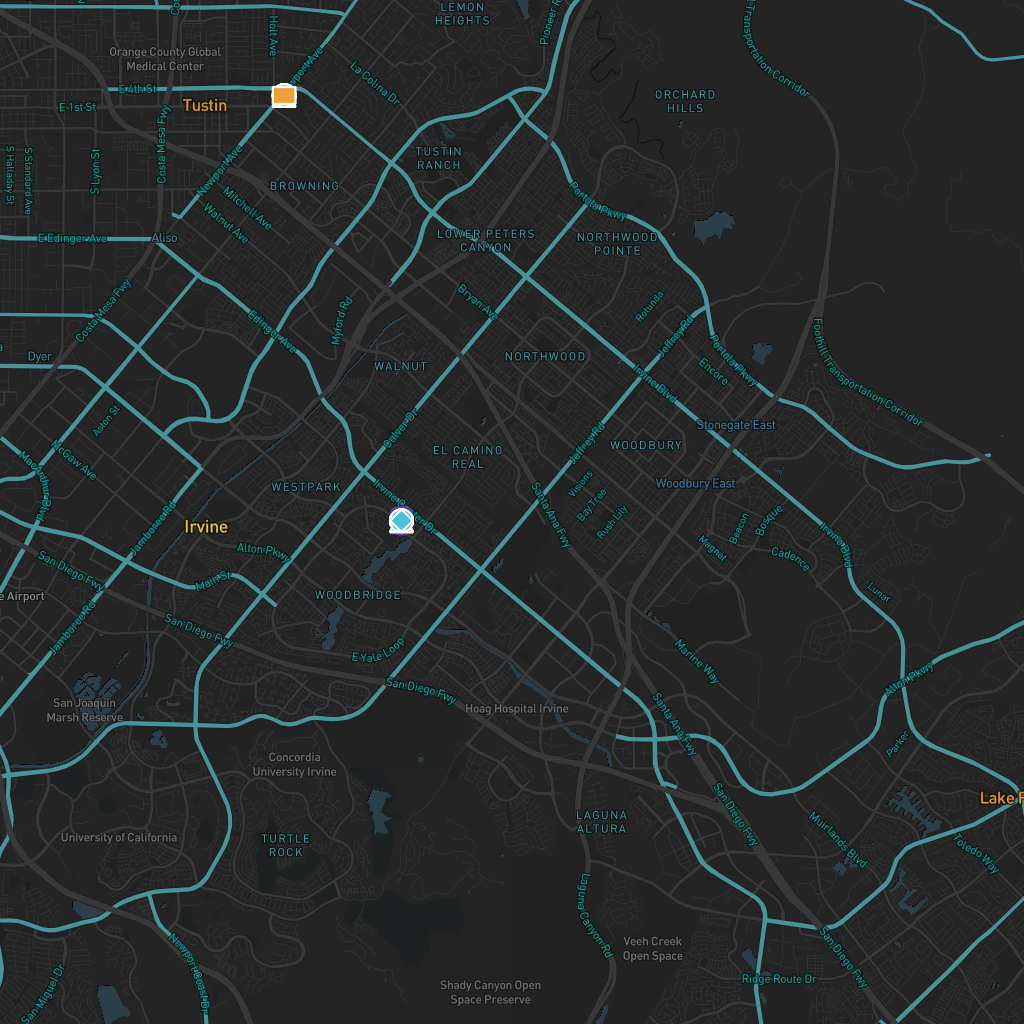 LEMON
HEIGHTS
Holt Ave
Pioneer R
Transportation Corridor
Orange County Global
Medical Center
wport Ave
La Colina Dr
E 4th St
E 1st St
Tustin
ORCHARD
HILLS
Costa Mesa Fwy
S Halladay St
S Standard Ave
S Lyon St
Newport Ave
TUSTIN
RANCH
BROWNING
Mitchell Ave
Walnut Ave
Portola Pkwy
E Edinger Ave
Aliso
LOWER PETERS
CANYON
NORTHWOOD
POINTE
Costa Mesa Fwy
Edinger Ave
Myford Rd
Bryan Ave
Rotunda
Jeffrey Rd
Portola Pkwy
Foothill Transportation Corridor
Dyer
WALNUT
NORTHWOOD
Irvine Blvd
Encore
Aston St
Culver Dr
Jeffrey Rd
WOODBURY
Stonegate East
McGaw Ave
MacArthur Blvd
EL CAMINO
REAL
WESTPARK
Visions
Bay Tree
Rush Lily
Woodbury East
Santa Ana Fwy
Jamboree Rd
Irvine
Beacon
Bosque
Irvine Blvd
Magnet
Cadence
Alton Pkwy
San Diego Fwy
Main St
WOODBRIDGE
Lunar
e Airport
Jamboree Rd
San Diego Fwy
E Yale Loop
Marine Way
Alton Pkwy
San Diego Fwy
San Joaquin
Marsh Reserve
Hoag Hospital Irvine
Santa Ana Fwy
Parker
Concordia
University Irvine
San Diego Fwy
Lake F
University of California
TURTLE
ROCK
LAGUNA
ALTURA
Muirlands Blvd
Toledo Way
Laguna Canyon Rd
Newport Coast Dr
Veeh Creek
Open Space
San Diego Fwy
San Miguel Dr
Shady Canyon Open
Space Preserve
Ridge Route Dr